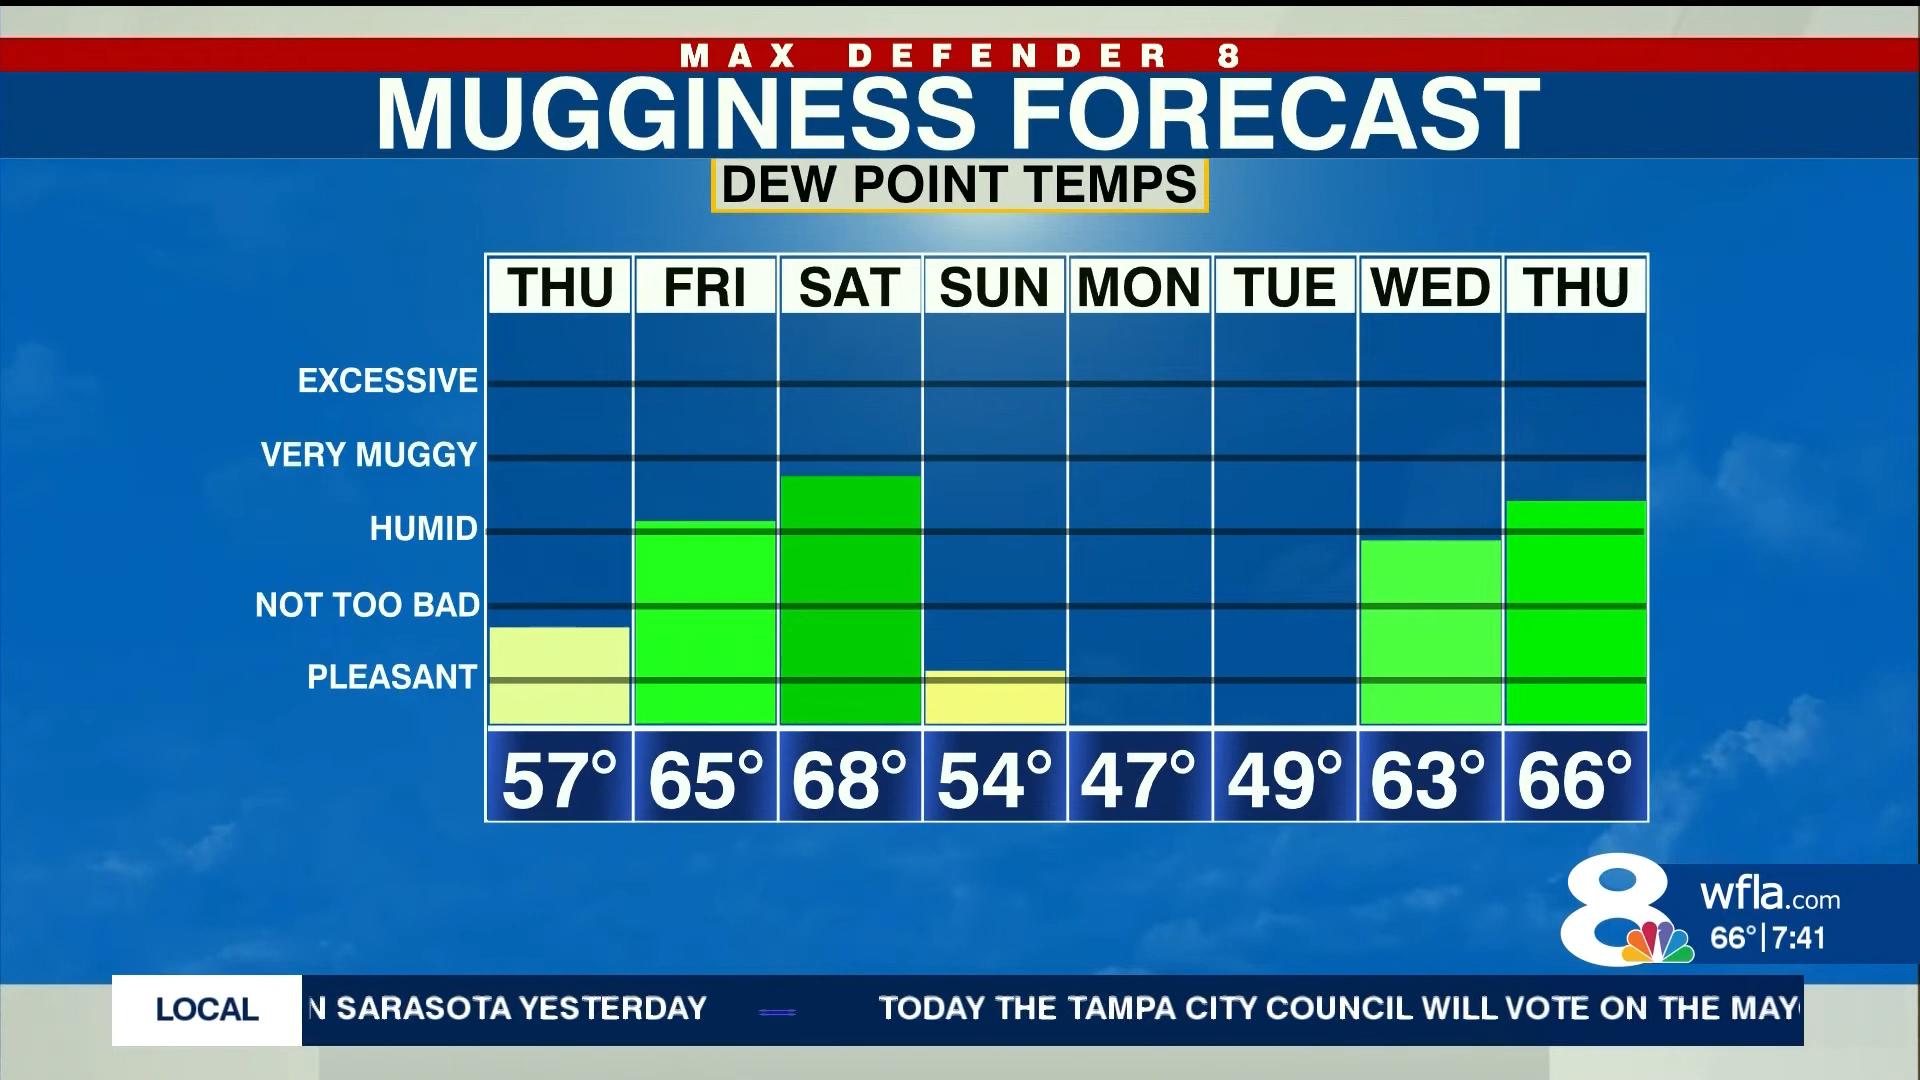 MAX DEFENDER 8
MUGGINESS FORECAST
DEW POINT TEMPS
THU FRI SAT SUN MON TUE WED THU
EXCESSIVE
VERY MUGGY
HUMID
NOT TOO BAD
PLEASANT
57° 65° 68° 54° 47° 49° 63° 66°
8 wfla.com
66° | 7:41
LOCAL N SARASOTA YESTERDAY TODAY THE TAMPA CITY COUNCIL WILL VOTE ON THE MAY